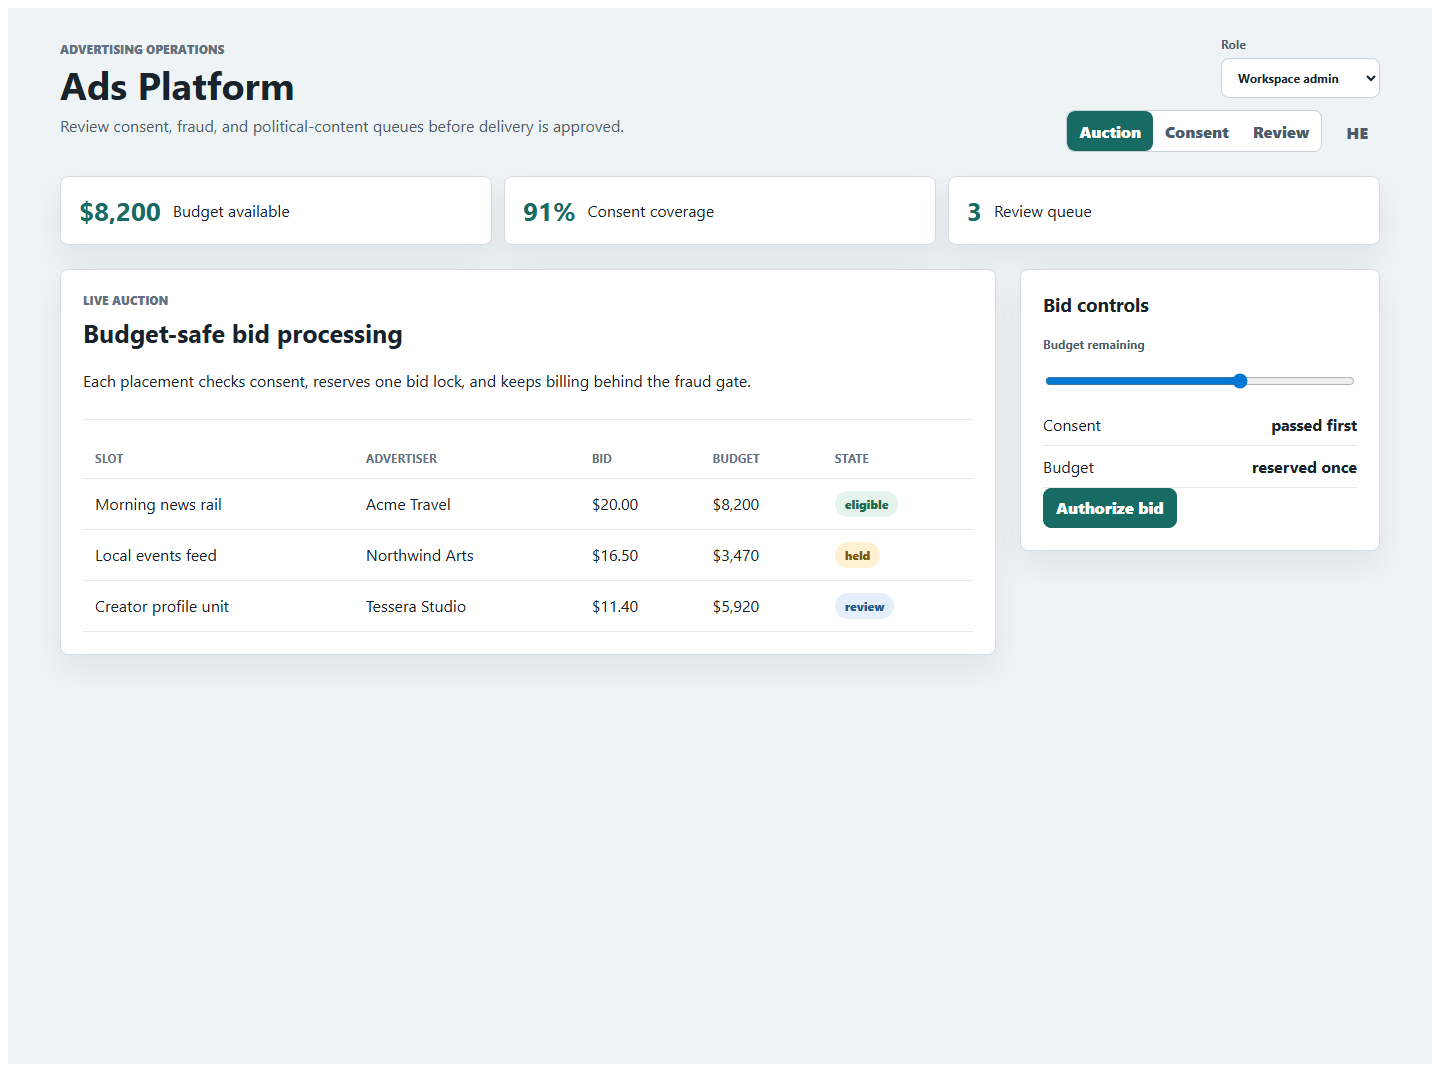 ADVERTISING OPERATIONS
Ads Platform
Review consent, fraud, and political-content queues before delivery is approved.
Role
Workspace admin
Auction Consent Review HE
$8,200 Budget available
91% Consent coverage
3 Review queue
LIVE AUCTION
Budget-safe bid processing
Each placement checks consent, reserves one bid lock, and keeps billing behind the fraud gate.
SLOT ADVERTISER BID BUDGET STATE
Morning news rail Acme Travel $20.00 $8,200 eligible
Local events feed Northwind Arts $16.50 $3,470 held
Creator profile unit Tessera Studio $11.40 $5,920 review
Bid controls
Budget remaining
Consent passed first
Budget reserved once
Authorize bid